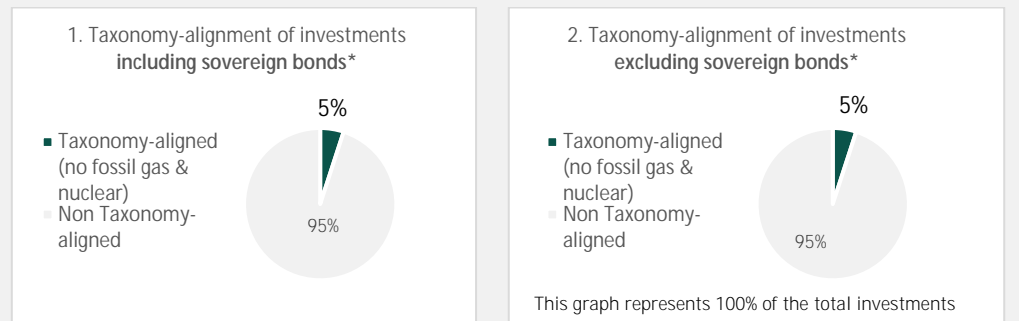 1. Taxonomy-alignment of investments
including sovereign bonds*
5%
Taxonomy-aligned
(no fossil gas &
nuclear)
Non Taxonomy-
aligned
95%
2. Taxonomy-alignment of investments
excluding sovereign bonds*
5%
Taxonomy-aligned
(no fossil gas &
nuclear)
Non Taxonomy-
aligned
95%
This graph represents 100% of the total investments